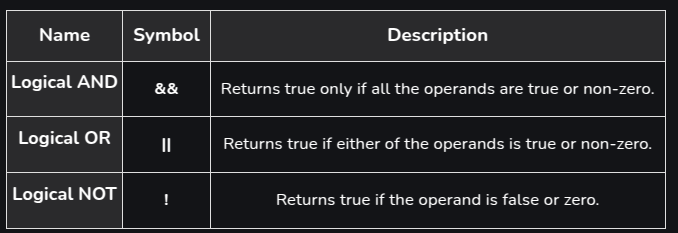 Name Symbol Description
Logical AND && Returns true only if all the operands are true or non-zero.
Logical OR || Returns true if either of the operands is true or non-zero.
Logical NOT ! Returns true if the operand is false or zero.